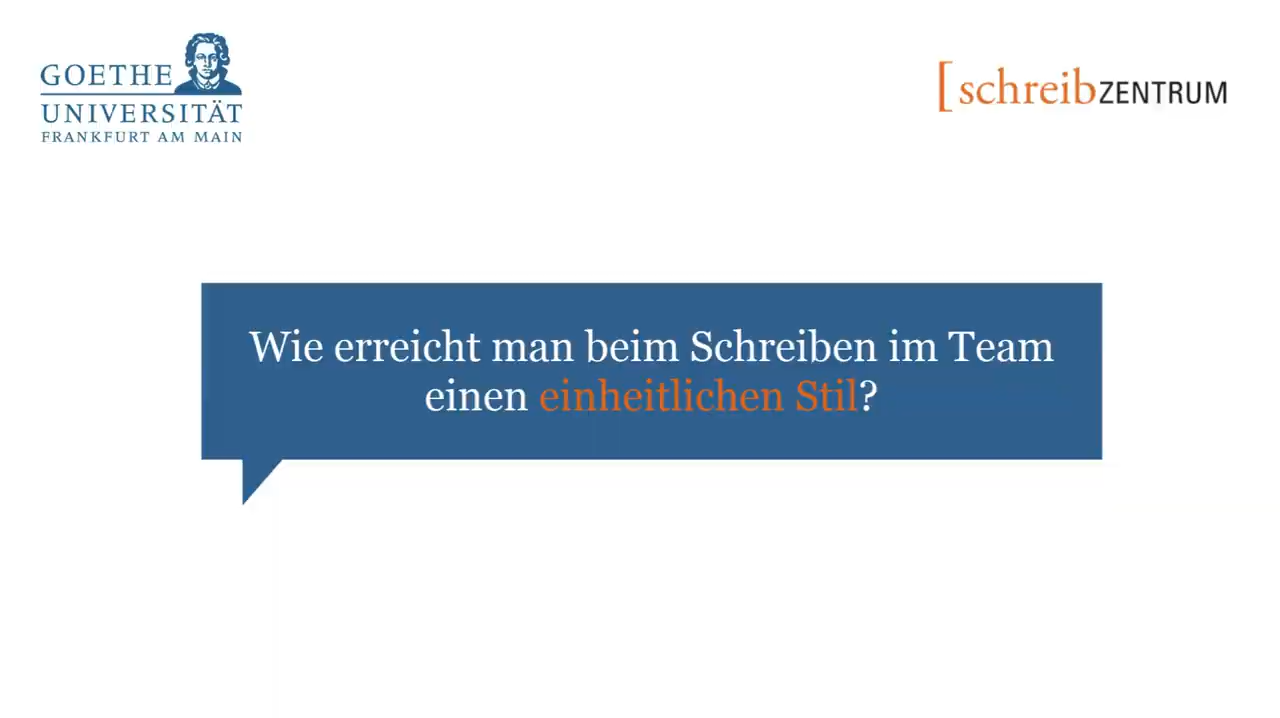 GOETHE
UNIVERSITÄT
FRANKFURT AM MAIN
[schreibZENTRUM
Wie erreicht man beim Schreiben im Team
einen einheitlichen Stil?